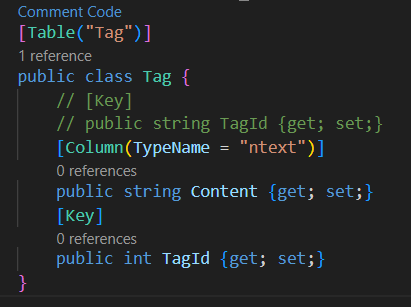 Comment Code
[Table("Tag")]
1 reference
public class Tag {
// [Key]
// public string TagId {get; set;}
[Column(TypeName = "ntext")]
0 references
public string Content {get; set;}
[Key]
0 references
public int TagId {get; set;}
}